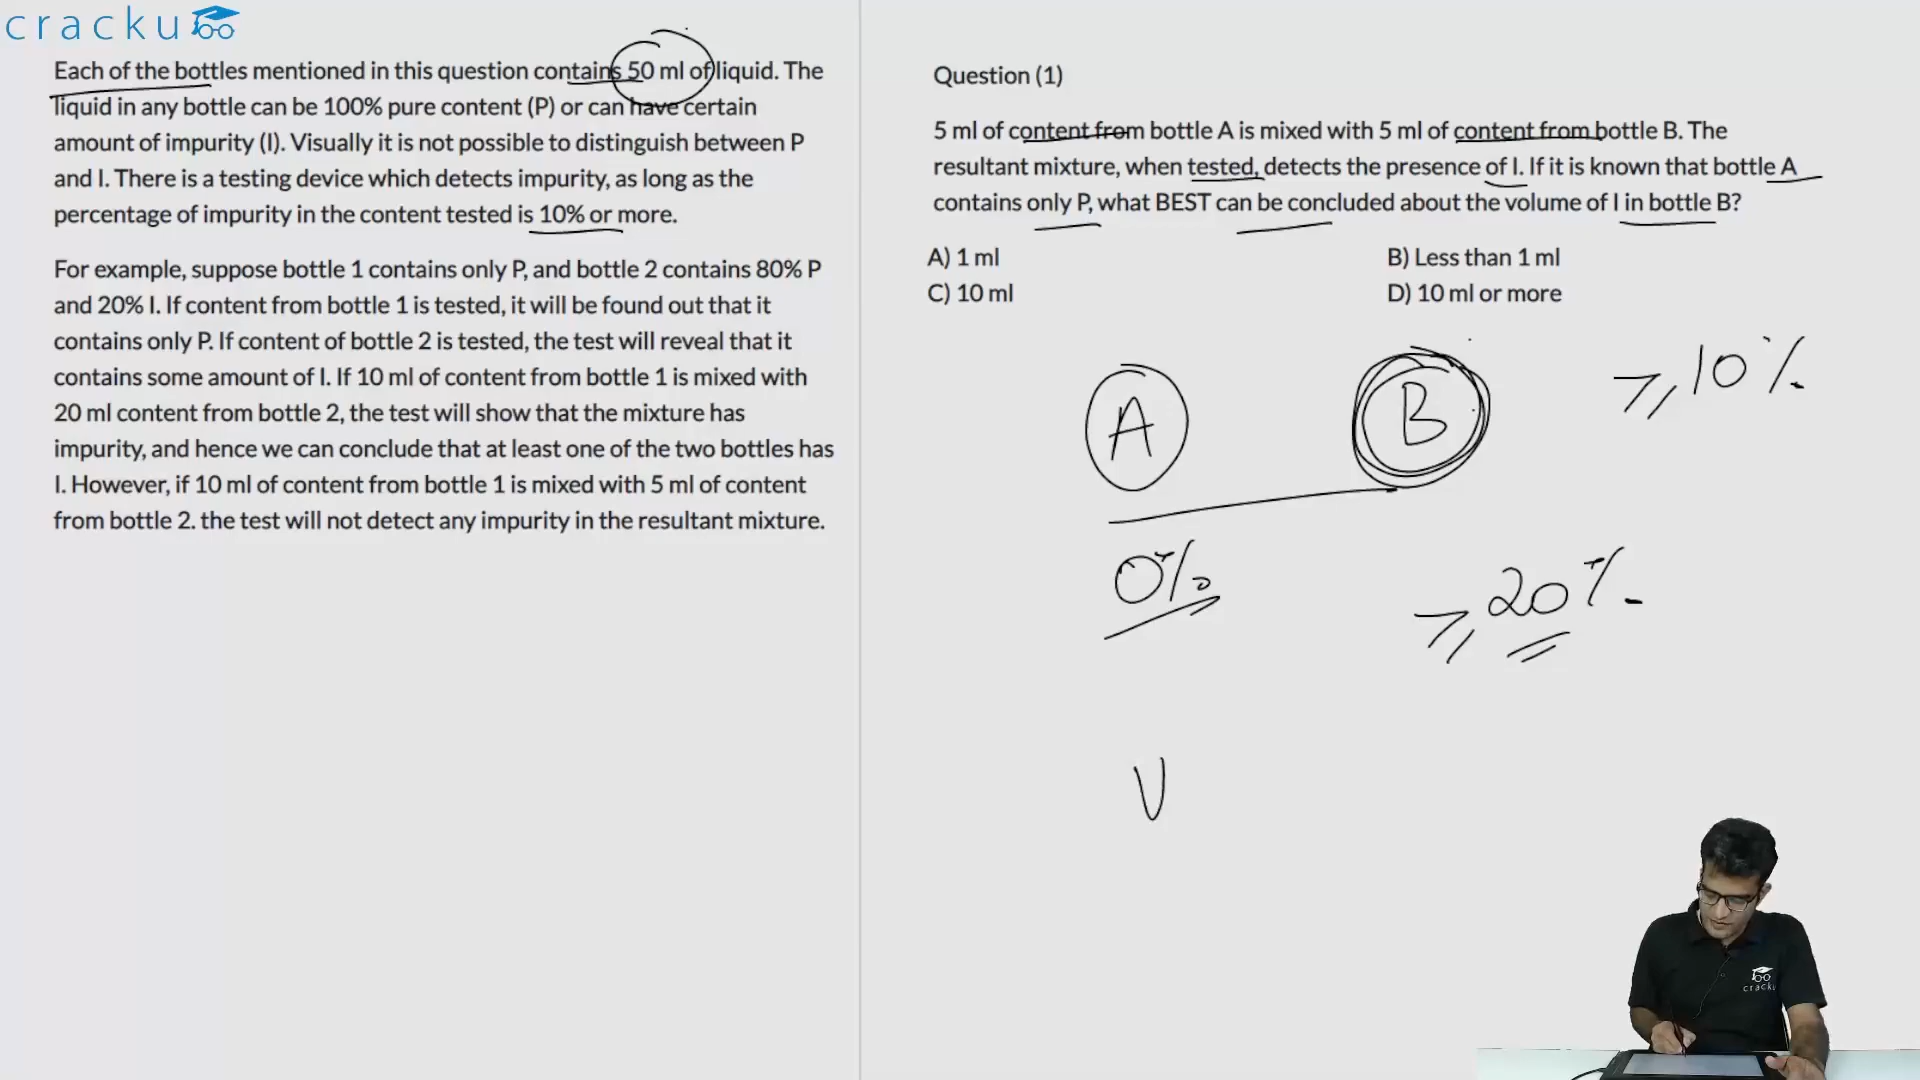 cracku
Each of the bottles mentioned in this question contains 50 ml of liquid. The
liquid in any bottle can be 100% pure content (P) or can have certain
amount of impurity (I). Visually it is not possible to distinguish between P
and I. There is a testing device which detects impurity, as long as the
percentage of impurity in the content tested is 10% or more.
For example, suppose bottle 1 contains only P, and bottle 2 contains 80% P
and 20% I. If content from bottle 1 is tested, it will be found out that it
contains only P. If content of bottle 2 is tested, the test will reveal that it
contains some amount of I. If 10 ml of content from bottle 1 is mixed with
20 ml content from bottle 2, the test will show that the mixture has
impurity, and hence we can conclude that at least one of the two bottles has
I. However, if 10 ml of content from bottle 1 is mixed with 5 ml of content
from bottle 2. the test will not detect any impurity in the resultant mixture.
Question (1)
5 ml of content from bottle A is mixed with 5 ml of content from bottle B. The
resultant mixture, when tested, detects the presence of I. If it is known that bottle A
contains only P, what BEST can be concluded about the volume of I in bottle B?
A) 1 ml
B) Less than 1 ml
C) 10 ml
D) 10 ml or more
A B ≥ 10%
0% ≥ 20%
V
cracku